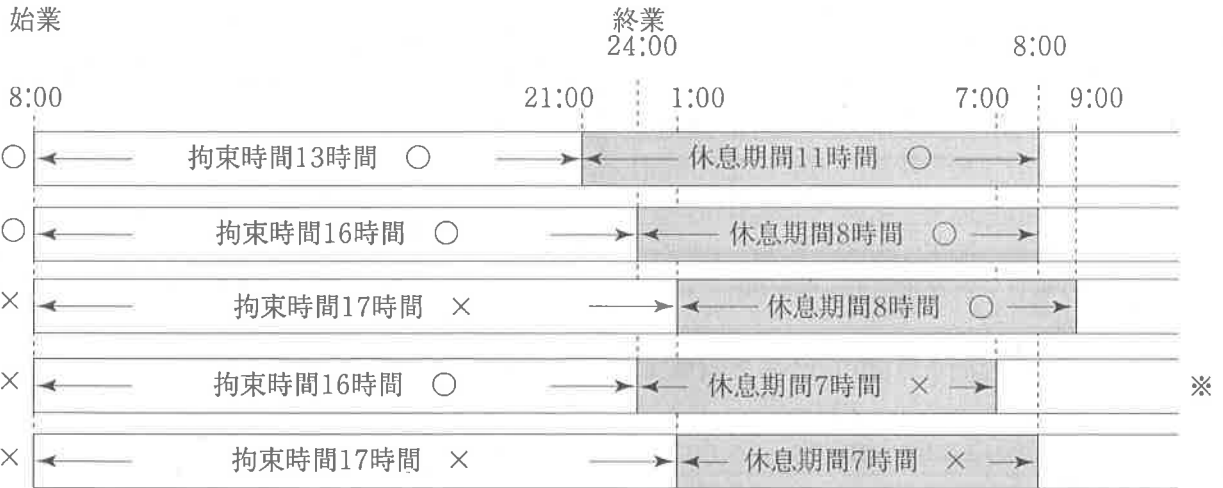 始業
終業
24:00
8:00
8:00
21:00
1:00
7:00
9:00
○ 拘束時間13時間 ○ 休息期間11時間 ○
○ 拘束時間16時間 ○ 休息期間8時間 ○
× 拘束時間17時間 × 休息期間8時間 ○
× 拘束時間16時間 ○ 休息期間7時間 × ※
× 拘束時間17時間 × 休息期間7時間 ×